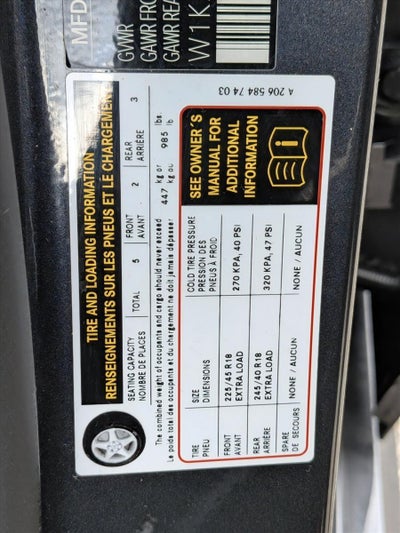 MFD
GVWR
GAWR FRO
GAWR REA
W1K
TIRE AND LOADING INFORMATION
RENSEIGNEMENTS SUR LES PNEUS ET LE CHARGEMENT
SEATING CAPACITY
NOMBRE DE PLACES
TOTAL 5
FRONT
AVANT 2
REAR
ARRIÈRE 3
The combined weight of occupants and cargo should never exceed 447 kg or 985 lbs.
Le poids total des occupants et du chargement ne doit jamais dépasser kg ou lb
TIRE SIZE COLD TIRE PRESSURE
PNEU DIMENSIONS PRESSION DES
PNEUS À FROID
FRONT 225/45 R18 270 KPA, 40 PSI
AVANT EXTRA LOAD
REAR 245/40 R18 320 KPA, 47 PSI
ARRIÈRE EXTRA LOAD
SPARE NONE / AUCUN NONE / AUCUN
DE SECOURS
SEE OWNER'S
MANUAL FOR
ADDITIONAL
INFORMATION
A 206 584 74 03